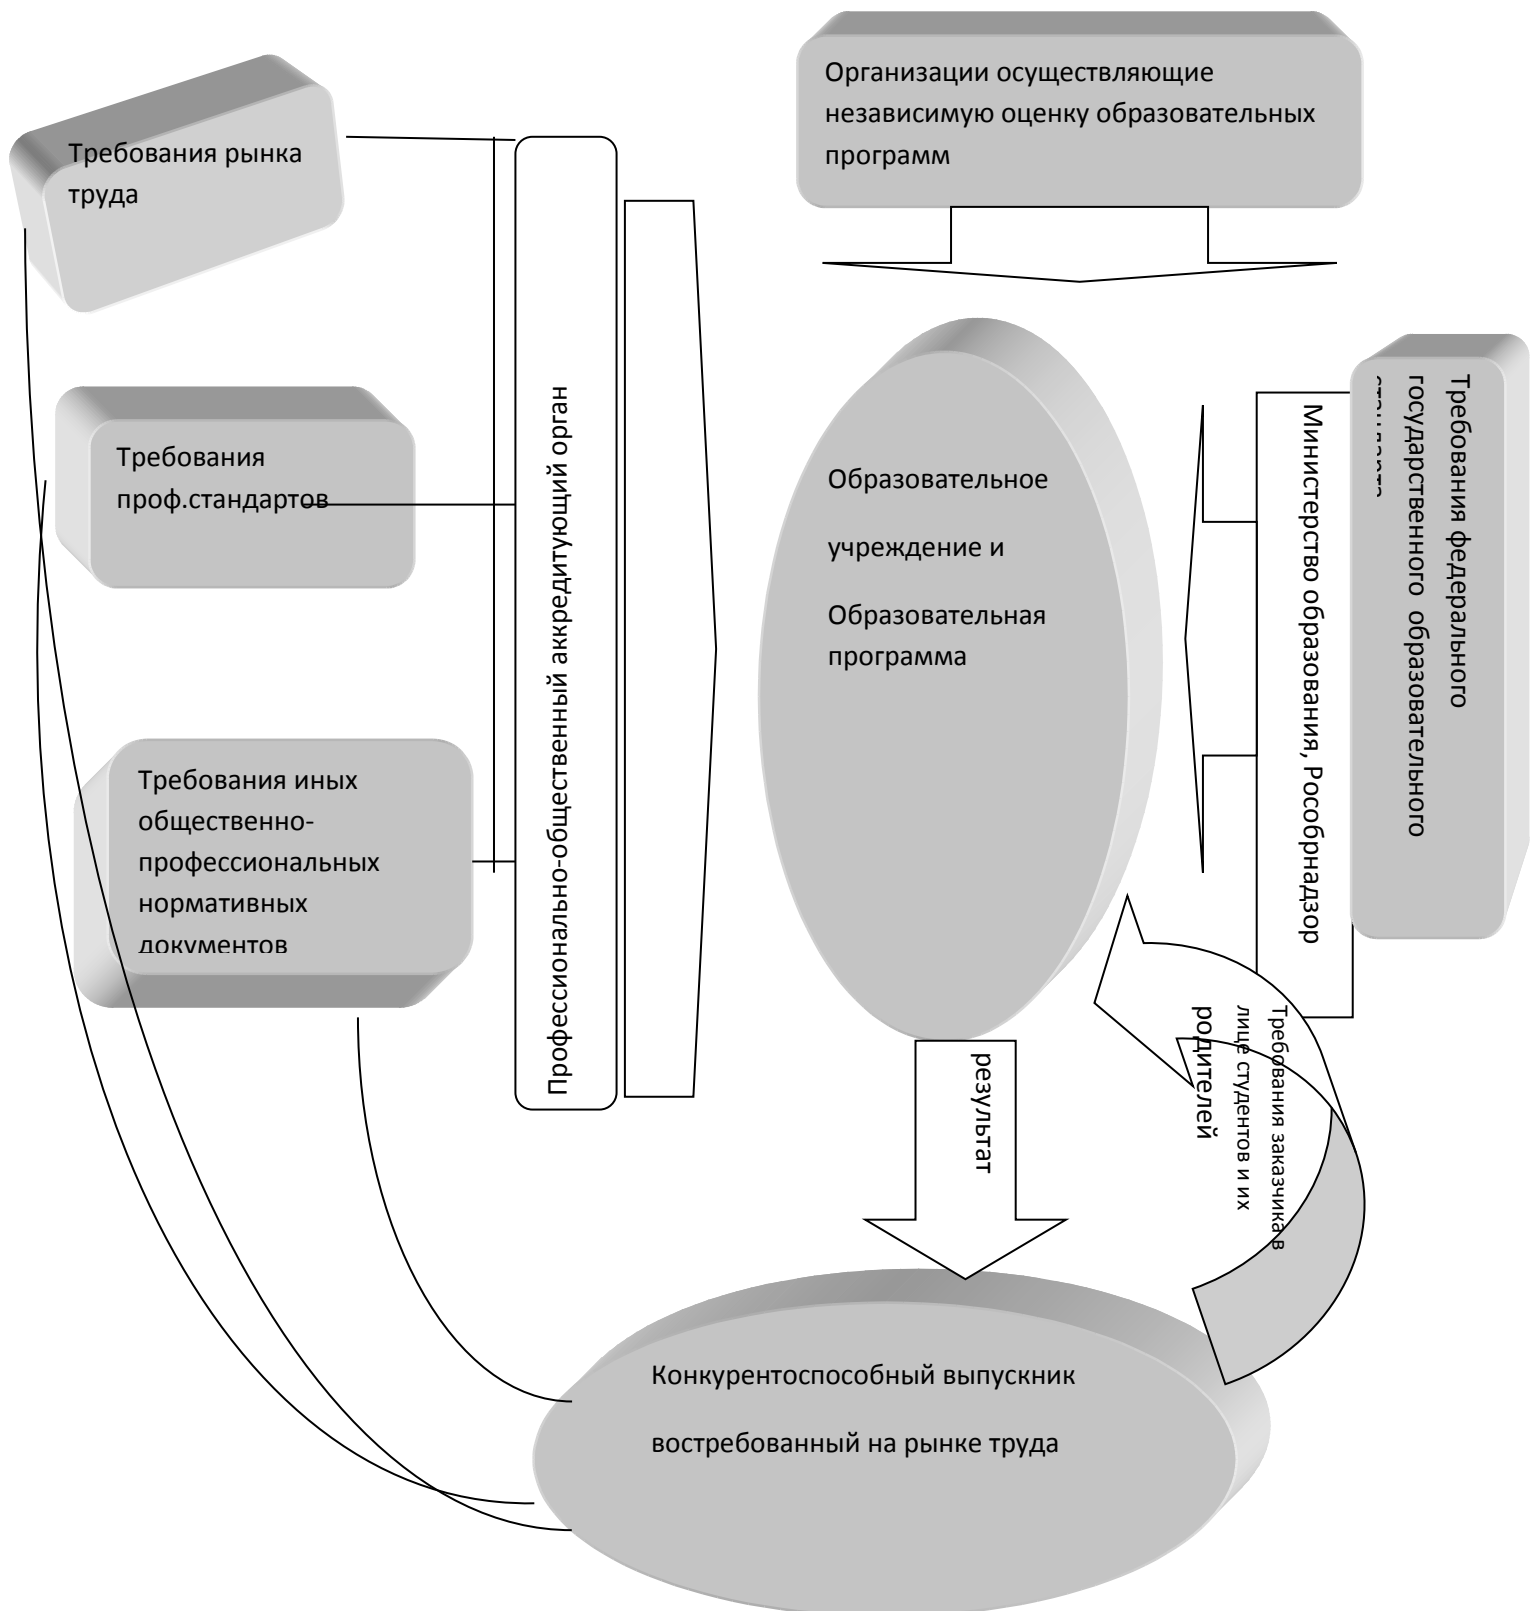 Организации осуществляющие
независимую оценку образовательных
программ
Требования рынка
труда
Требования
проф.стандартов
Требования иных
общественно-
профессиональных
нормативных
документов
Профессионально-общественный аккредитующий орган
Образовательное
учреждение и
Образовательная
программа
Министерство образования, Рособрнадзор
Требования федерального
государственного образовательного
стандарта
Требования заказчика в
лице студентов и их
родителей
результат
Конкурентоспособный выпускник
востребованный на рынке труда